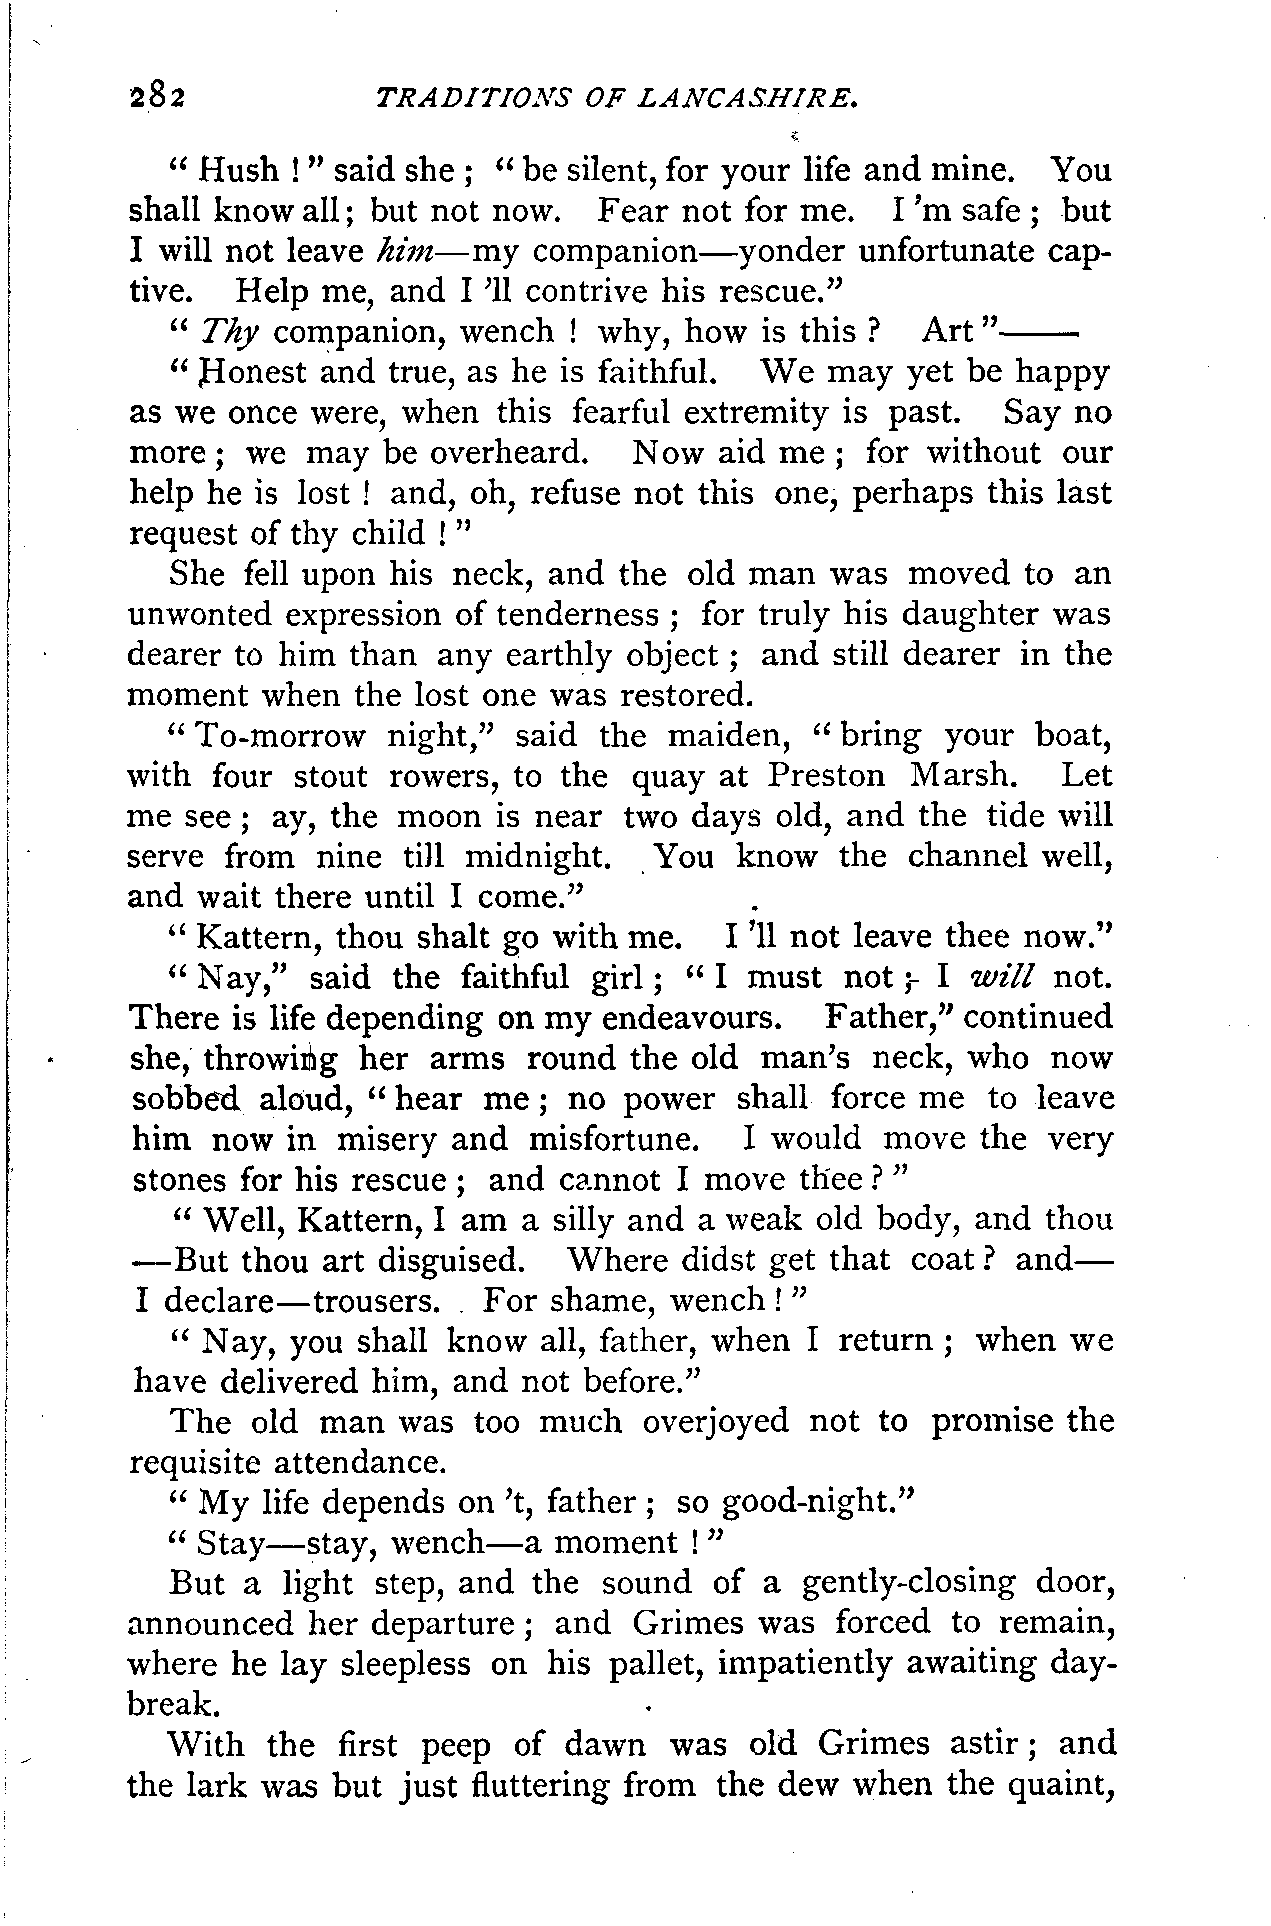 282 TRADITIONS OF LANCASHIRE.
“ Hush ! ” said she ; “ be silent, for your life and mine. You
shall know all ; but not now. Fear not for me. I 'm safe ; but
I will not leave him—my companion—yonder unfortunate cap-
tive. Help me, and I 'll contrive his rescue.”
“ Thy companion, wench ! why, how is this ? Art ”——
“ Honest and true, as he is faithful. We may yet be happy
as we once were, when this fearful extremity is past. Say no
more ; we may be overheard. Now aid me ; for without our
help he is lost ! and, oh, refuse not this one, perhaps this last
request of thy child ! ”
She fell upon his neck, and the old man was moved to an
unwonted expression of tenderness ; for truly his daughter was
dearer to him than any earthly object ; and still dearer in the
moment when the lost one was restored.
“ To-morrow night,” said the maiden, “ bring your boat,
with four stout rowers, to the quay at Preston Marsh. Let
me see ; ay, the moon is near two days old, and the tide will
serve from nine till midnight. You know the channel well,
and wait there until I come.”
“ Kattern, thou shalt go with me. I 'll not leave thee now.”
“ Nay,” said the faithful girl ; “ I must not ; I will not.
There is life depending on my endeavours. Father,” continued
she, throwing her arms round the old man's neck, who now
sobbed aloud, “ hear me ; no power shall force me to leave
him now in misery and misfortune. I would move the very
stones for his rescue ; and cannot I move thee ? ”
“ Well, Kattern, I am a silly and a weak old body, and thou
—But thou art disguised. Where didst get that coat ? and—
I declare—trousers. For shame, wench ! ”
“ Nay, you shall know all, father, when I return ; when we
have delivered him, and not before.”
The old man was too much overjoyed not to promise the
requisite attendance.
“ My life depends on 't, father ; so good-night.”
“ Stay—stay, wench—a moment ! ”
But a light step, and the sound of a gently-closing door,
announced her departure ; and Grimes was forced to remain,
where he lay sleepless on his pallet, impatiently awaiting day-
break.
With the first peep of dawn was old Grimes astir ; and
the lark was but just fluttering from the dew when the quaint,